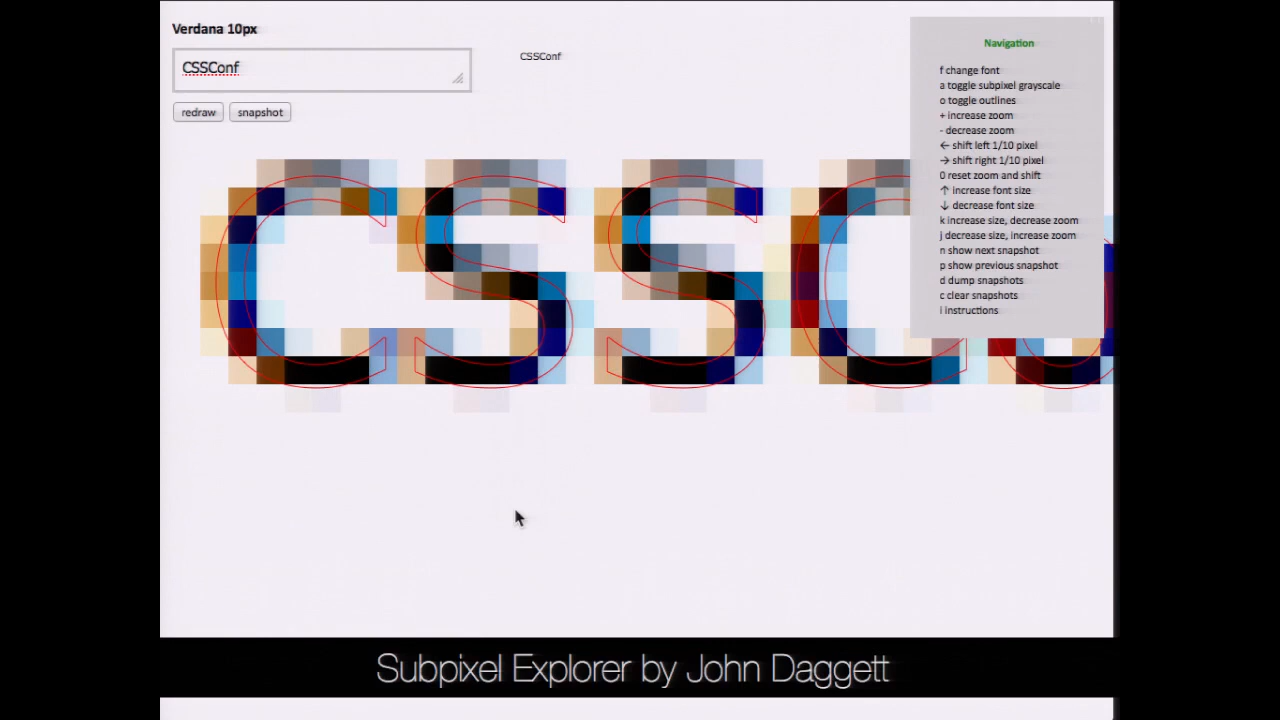 Verdana 10px
CSSConf
CSSConf
redraw
snapshot
CSSCo
Navigation
f change font
a toggle subpixel grayscale
o toggle outlines
+ increase zoom
- decrease zoom
← shift left 1/10 pixel
→ shift right 1/10 pixel
0 reset zoom and shift
↑ increase font size
↓ decrease font size
k increase size, decrease zoom
j decrease size, increase zoom
n show next snapshot
p show previous snapshot
d dump snapshots
c clear snapshots
i instructions
Subpixel Explorer by John Daggett